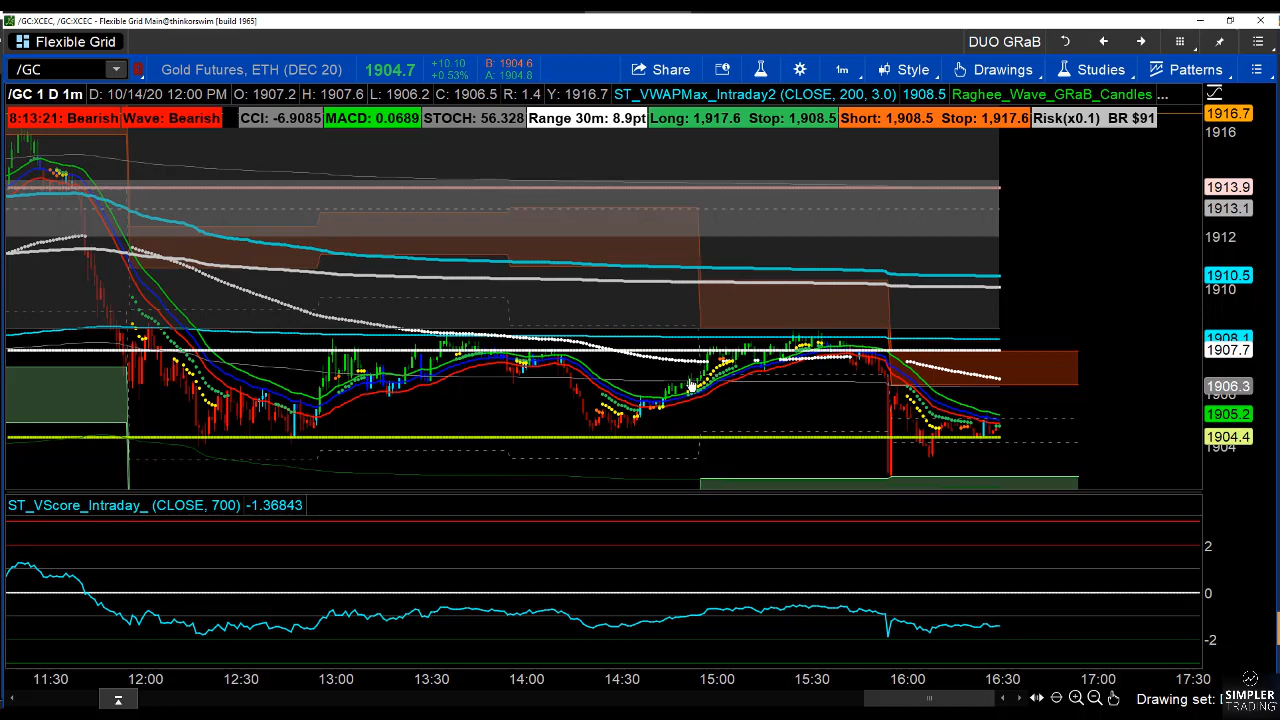 /GC:XCEC, /GC:XCEC - Flexible Grid Main@thinkorswim [build 1965]
Flexible Grid
DUO GRaB
/GC
Gold Futures, ETH (DEC 20)
1904.7
+10.10
+0.53%
B: 1904.6
A: 1904.8
Share
1m
Style
Drawings
Studies
Patterns
/GC 1 D 1m D: 10/14/20 12:00 PM O: 1907.2 H: 1907.6 L: 1906.2 C: 1906.5 R: 1.4 Y: 1916.7 ST_VWAPMax_Intraday2 (CLOSE, 200, 3.0) 1908.5 Raghee_Wave_GRaB_Candles ...
8:13:21: Bearish Wave: Bearish CCI: -6.9085 MACD: 0.0689 STOCH: 56.328 Range 30m: 8.9pt Long: 1,917.6 Stop: 1,908.5 Short: 1,908.5 Stop: 1,917.6 Risk(x0.1) BR $91
1916.7
1916
1913.9
1913.1
1912
1910.5
1910
1908.1
1907.7
1906.3
1905.2
1904.4
1904
ST_VScore_Intraday_ (CLOSE, 700) -1.36843
2
0
-2
11:30 12:00 12:30 13:00 13:30 14:00 14:30 15:00 15:30 16:00 16:30 17:00 17:30
Drawing set:
SIMPLER
TRADING